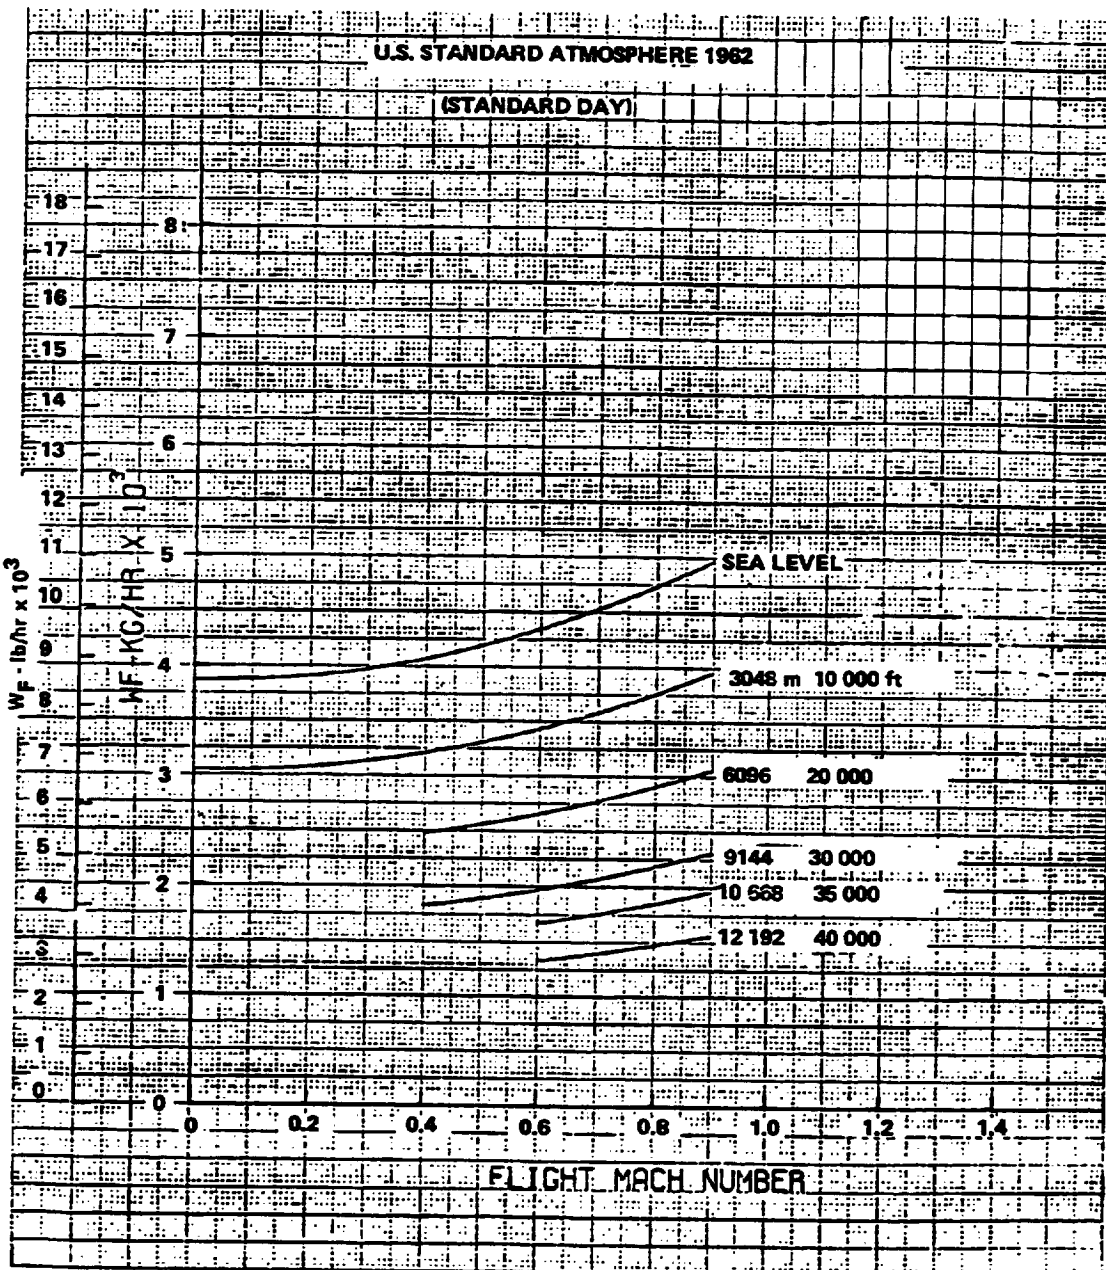 U.S. STANDARD ATMOSPHERE 1962
(STANDARD DAY)
18
8
17
16
7
15
14
6
13
12
5
11
10
4
9
8
7
3
6
5
2
4
3
1
2
1
0
0
W_F - lb/hr x 10^3
WF-KG/HR X 10^3
SEA LEVEL
3048 m 10 000 ft
6096 20 000
9144 30 000
10 668 35 000
12 192 40 000
0 0.2 0.4 0.6 0.8 1.0 1.2 1.4
FLIGHT MACH NUMBER